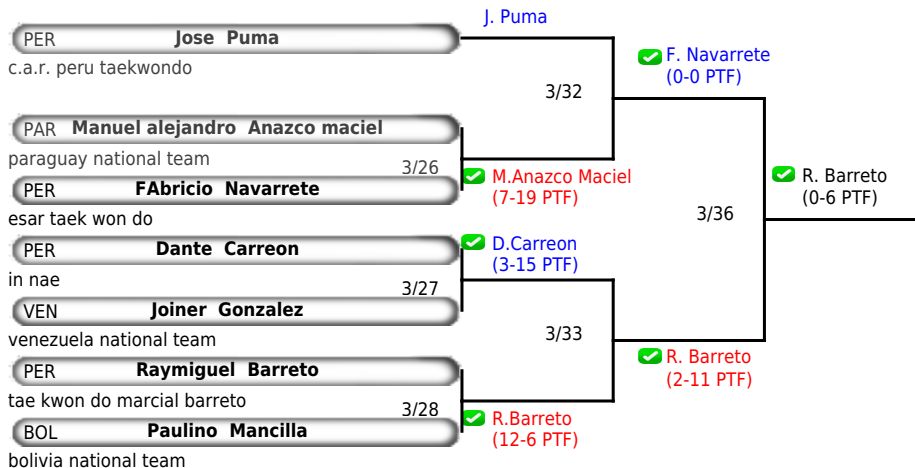 J. Puma
PER Jose Puma
c.a.r. peru taekwondo
F. Navarrete
(0-0 PTF)
3/32
PAR Manuel alejandro Anazco maciel
paraguay national team
3/26
M.Anazco Maciel
(7-19 PTF)
R. Barreto
(0-6 PTF)
PER FAbricio Navarrete
esar taek won do
3/36
PER Dante Carreon
D.Carreon
(3-15 PTF)
in nae
3/27
VEN Joiner Gonzalez
venezuela national team
3/33
PER Raymiguel Barreto
R. Barreto
(2-11 PTF)
tae kwon do marcial barreto
3/28
R.Barreto
(12-6 PTF)
BOL Paulino Mancilla
bolivia national team